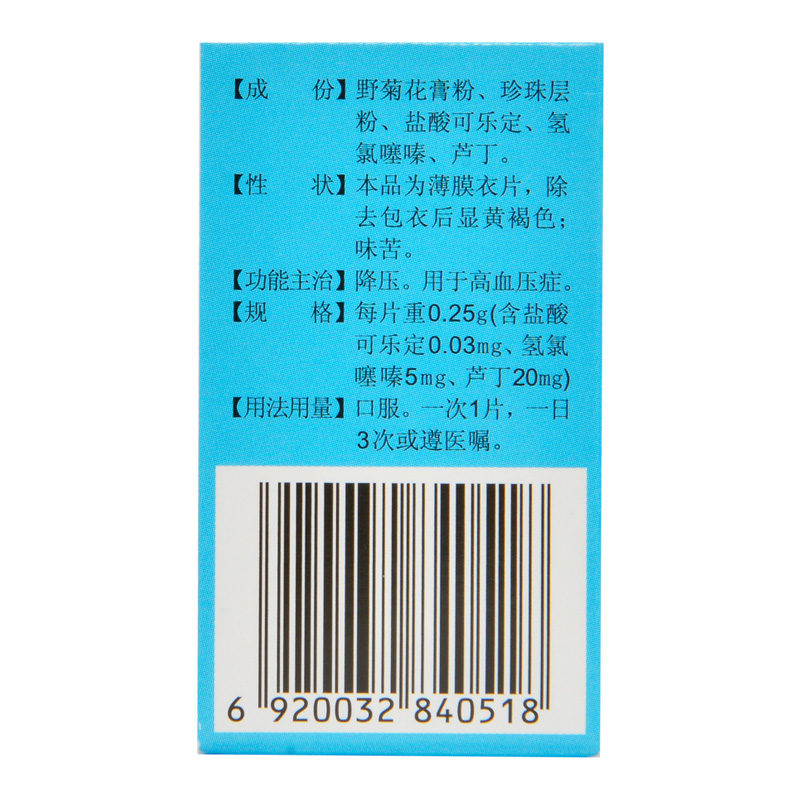 【成　份】野菊花膏粉、珍珠层
粉、盐酸可乐定、氢
氯噻嗪、芦丁。
【性　状】本品为薄膜衣片，除
去包衣后显黄褐色；
味苦。
【功能主治】降压。用于高血压症。
【规　格】每片重0.25g(含盐酸
可乐定0.03mg、氢氯
噻嗪5mg、芦丁20mg)
【用法用量】口服。一次1片，一日
3次或遵医嘱。
6 920032 840518